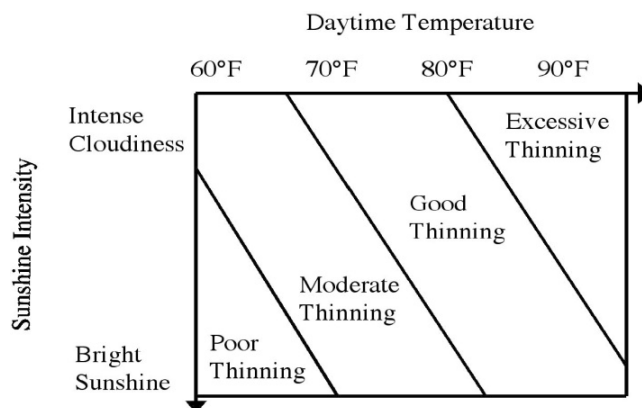 Daytime Temperature
60°F 70°F 80°F 90°F
Intense
Cloudiness
Excessive
Thinning
Good
Thinning
Sunshine Intensity
Moderate
Thinning
Poor
Thinning
Bright
Sunshine